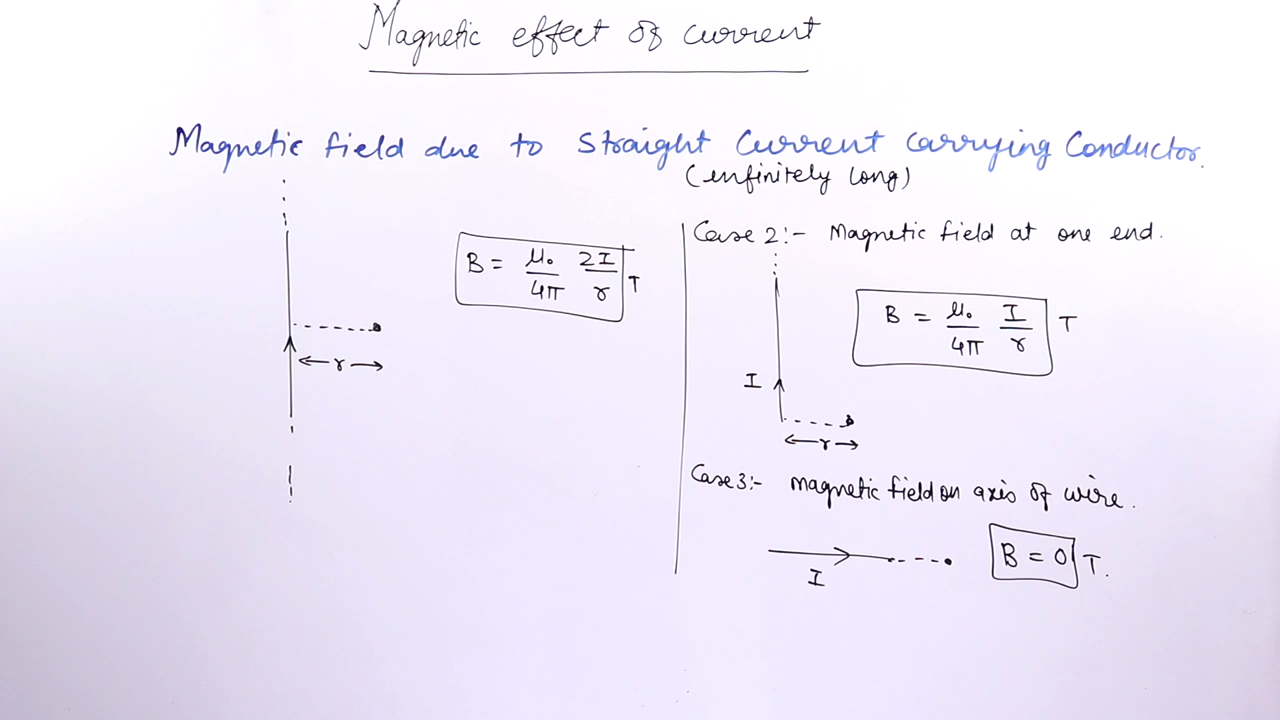 Magnetic effect of current
Magnetic field due to Straight Current Carrying Conductor.
(infinitely long)
B = μ₀/4π 2I/r T
r
Case 2:- Magnetic field at one end.
B = μ₀/4π I/r T
I
r
Case 3:- magnetic field on axis of wire.
I
B = 0 T.